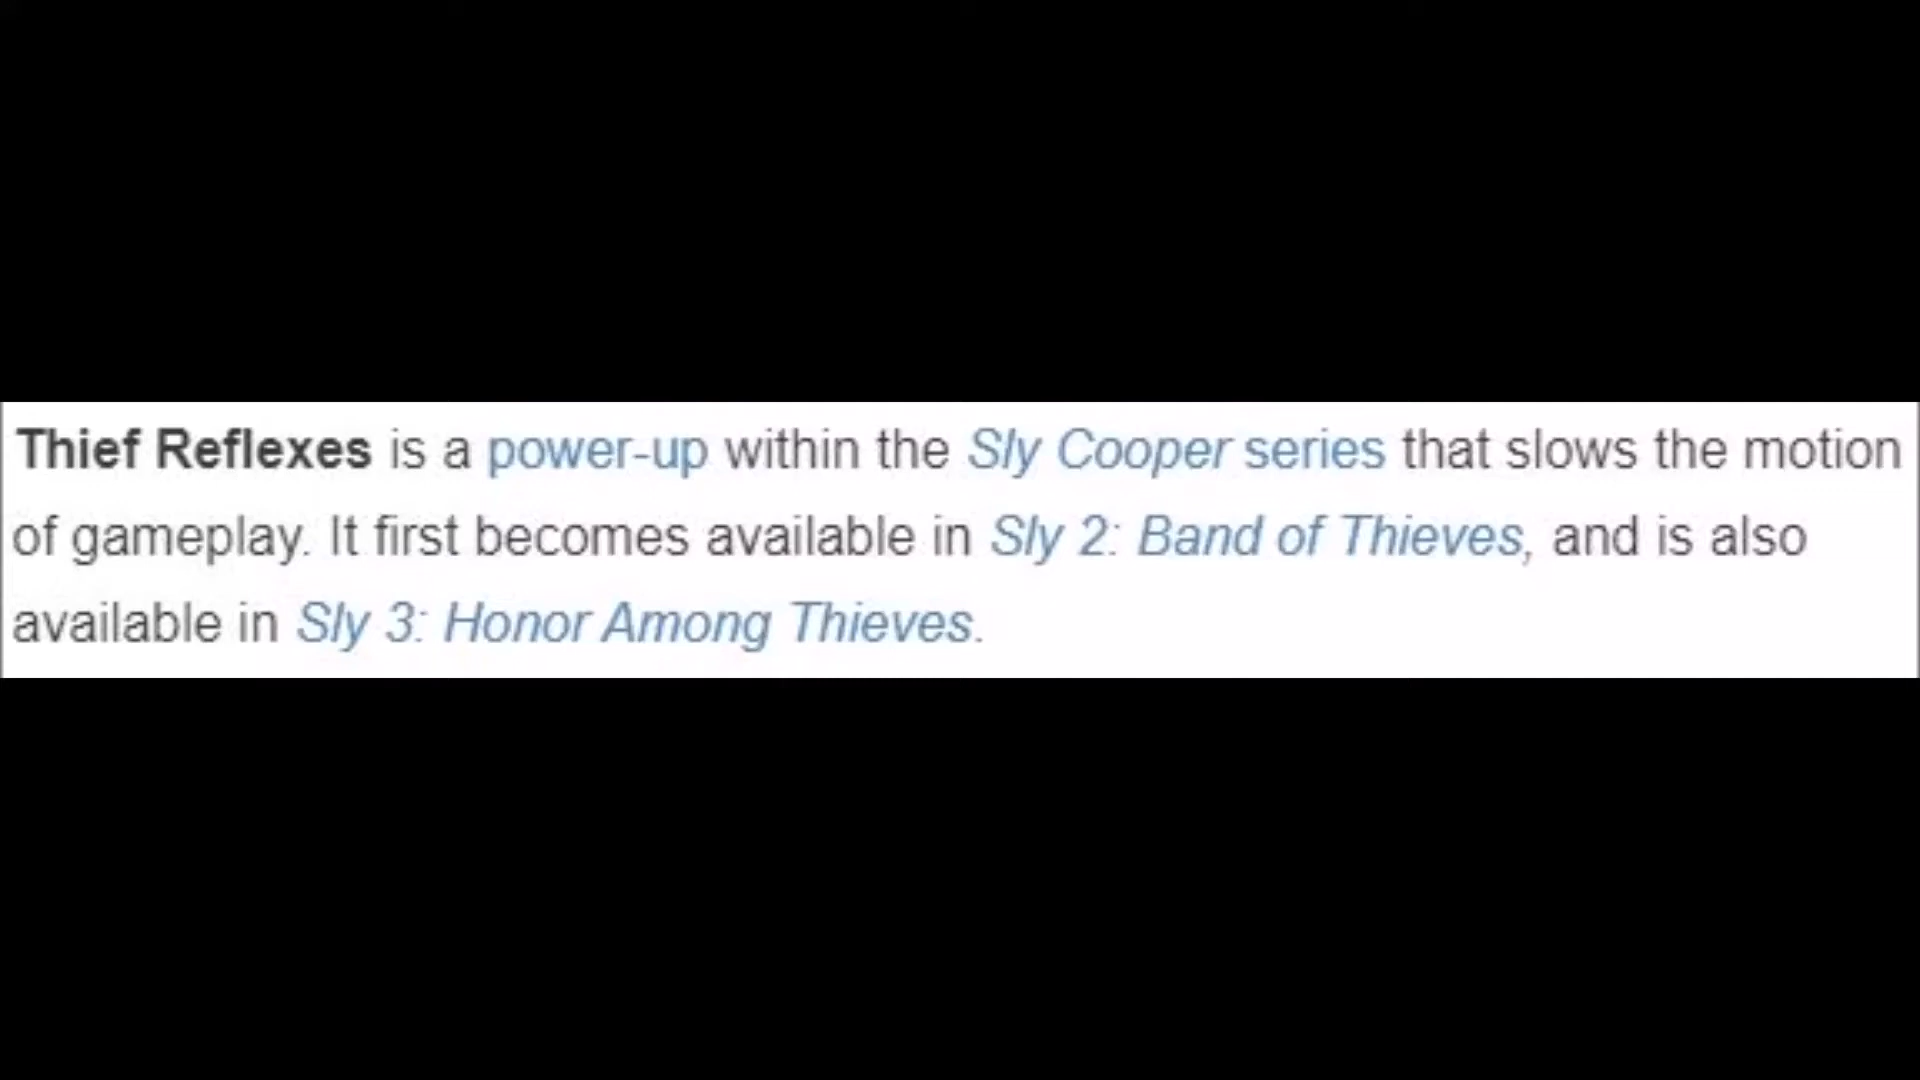 Thief Reflexes is a power-up within the Sly Cooper series that slows the motion
of gameplay. It first becomes available in Sly 2: Band of Thieves, and is also
available in Sly 3: Honor Among Thieves.